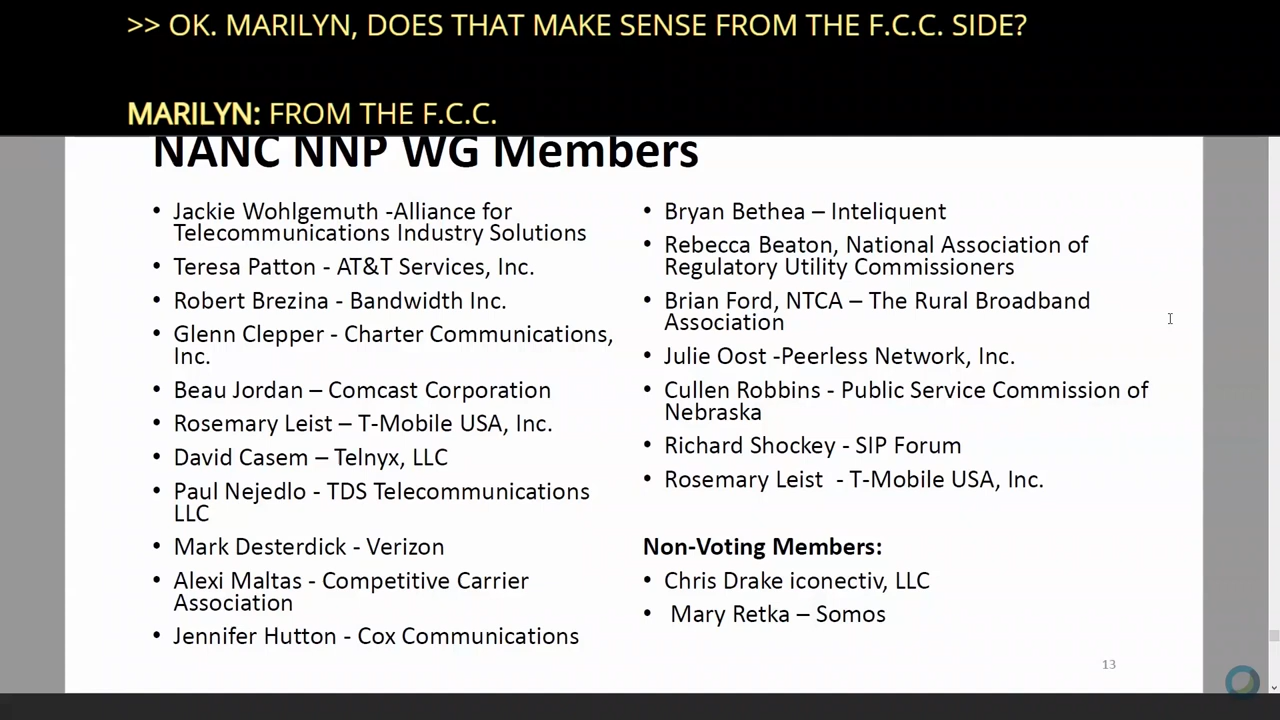 >> OK. MARILYN, DOES THAT MAKE SENSE FROM THE F.C.C. SIDE?
MARILYN: FROM THE F.C.C.
NANC NNP WG Members
• Jackie Wohlgemuth -Alliance for
Telecommunications Industry Solutions
• Teresa Patton - AT&T Services, Inc.
• Robert Brezina - Bandwidth Inc.
• Glenn Clepper - Charter Communications,
Inc.
• Beau Jordan – Comcast Corporation
• Rosemary Leist – T-Mobile USA, Inc.
• David Casem – Telnyx, LLC
• Paul Nejedlo - TDS Telecommunications
LLC
• Mark Desterdick - Verizon
• Alexi Maltas - Competitive Carrier
Association
• Jennifer Hutton - Cox Communications
• Bryan Bethea – Inteliquent
• Rebecca Beaton, National Association of
Regulatory Utility Commissioners
• Brian Ford, NTCA – The Rural Broadband
Association
• Julie Oost -Peerless Network, Inc.
• Cullen Robbins - Public Service Commission of
Nebraska
• Richard Shockey - SIP Forum
• Rosemary Leist - T-Mobile USA, Inc.
Non-Voting Members:
• Chris Drake iconectiv, LLC
• Mary Retka – Somos
13